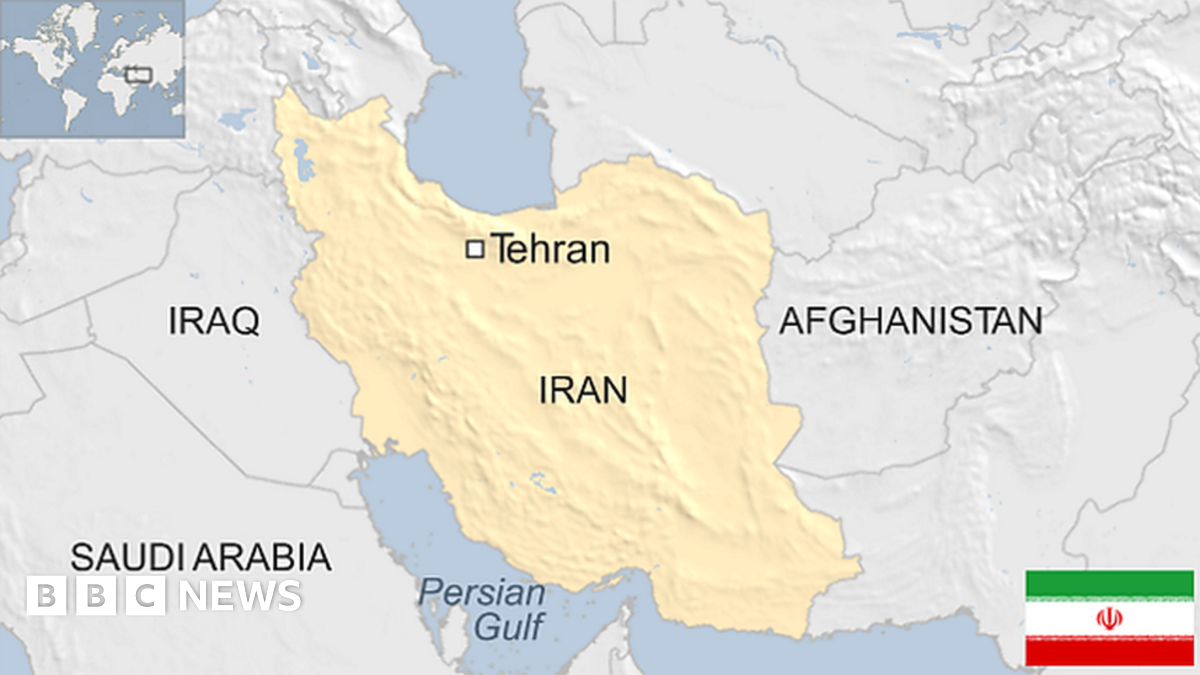 Tehran
IRAQ
AFGHANISTAN
IRAN
SAUDI ARABIA
BBC NEWS
Persian
Gulf